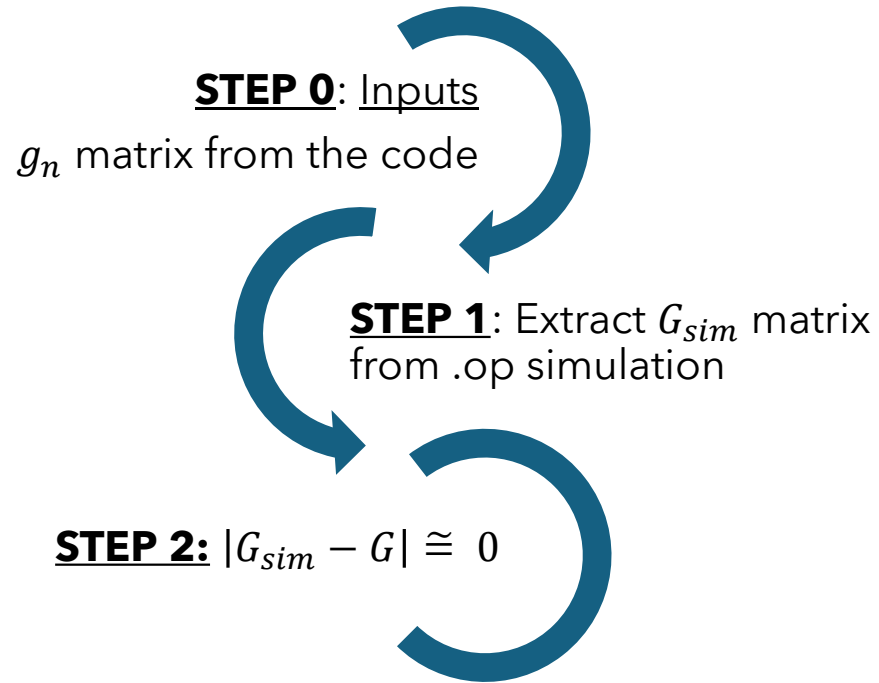 STEP 0: Inputs
gₙ matrix from the code
STEP 1: Extract G_sim matrix
from .op simulation
STEP 2: |G_sim − G| ≅ 0